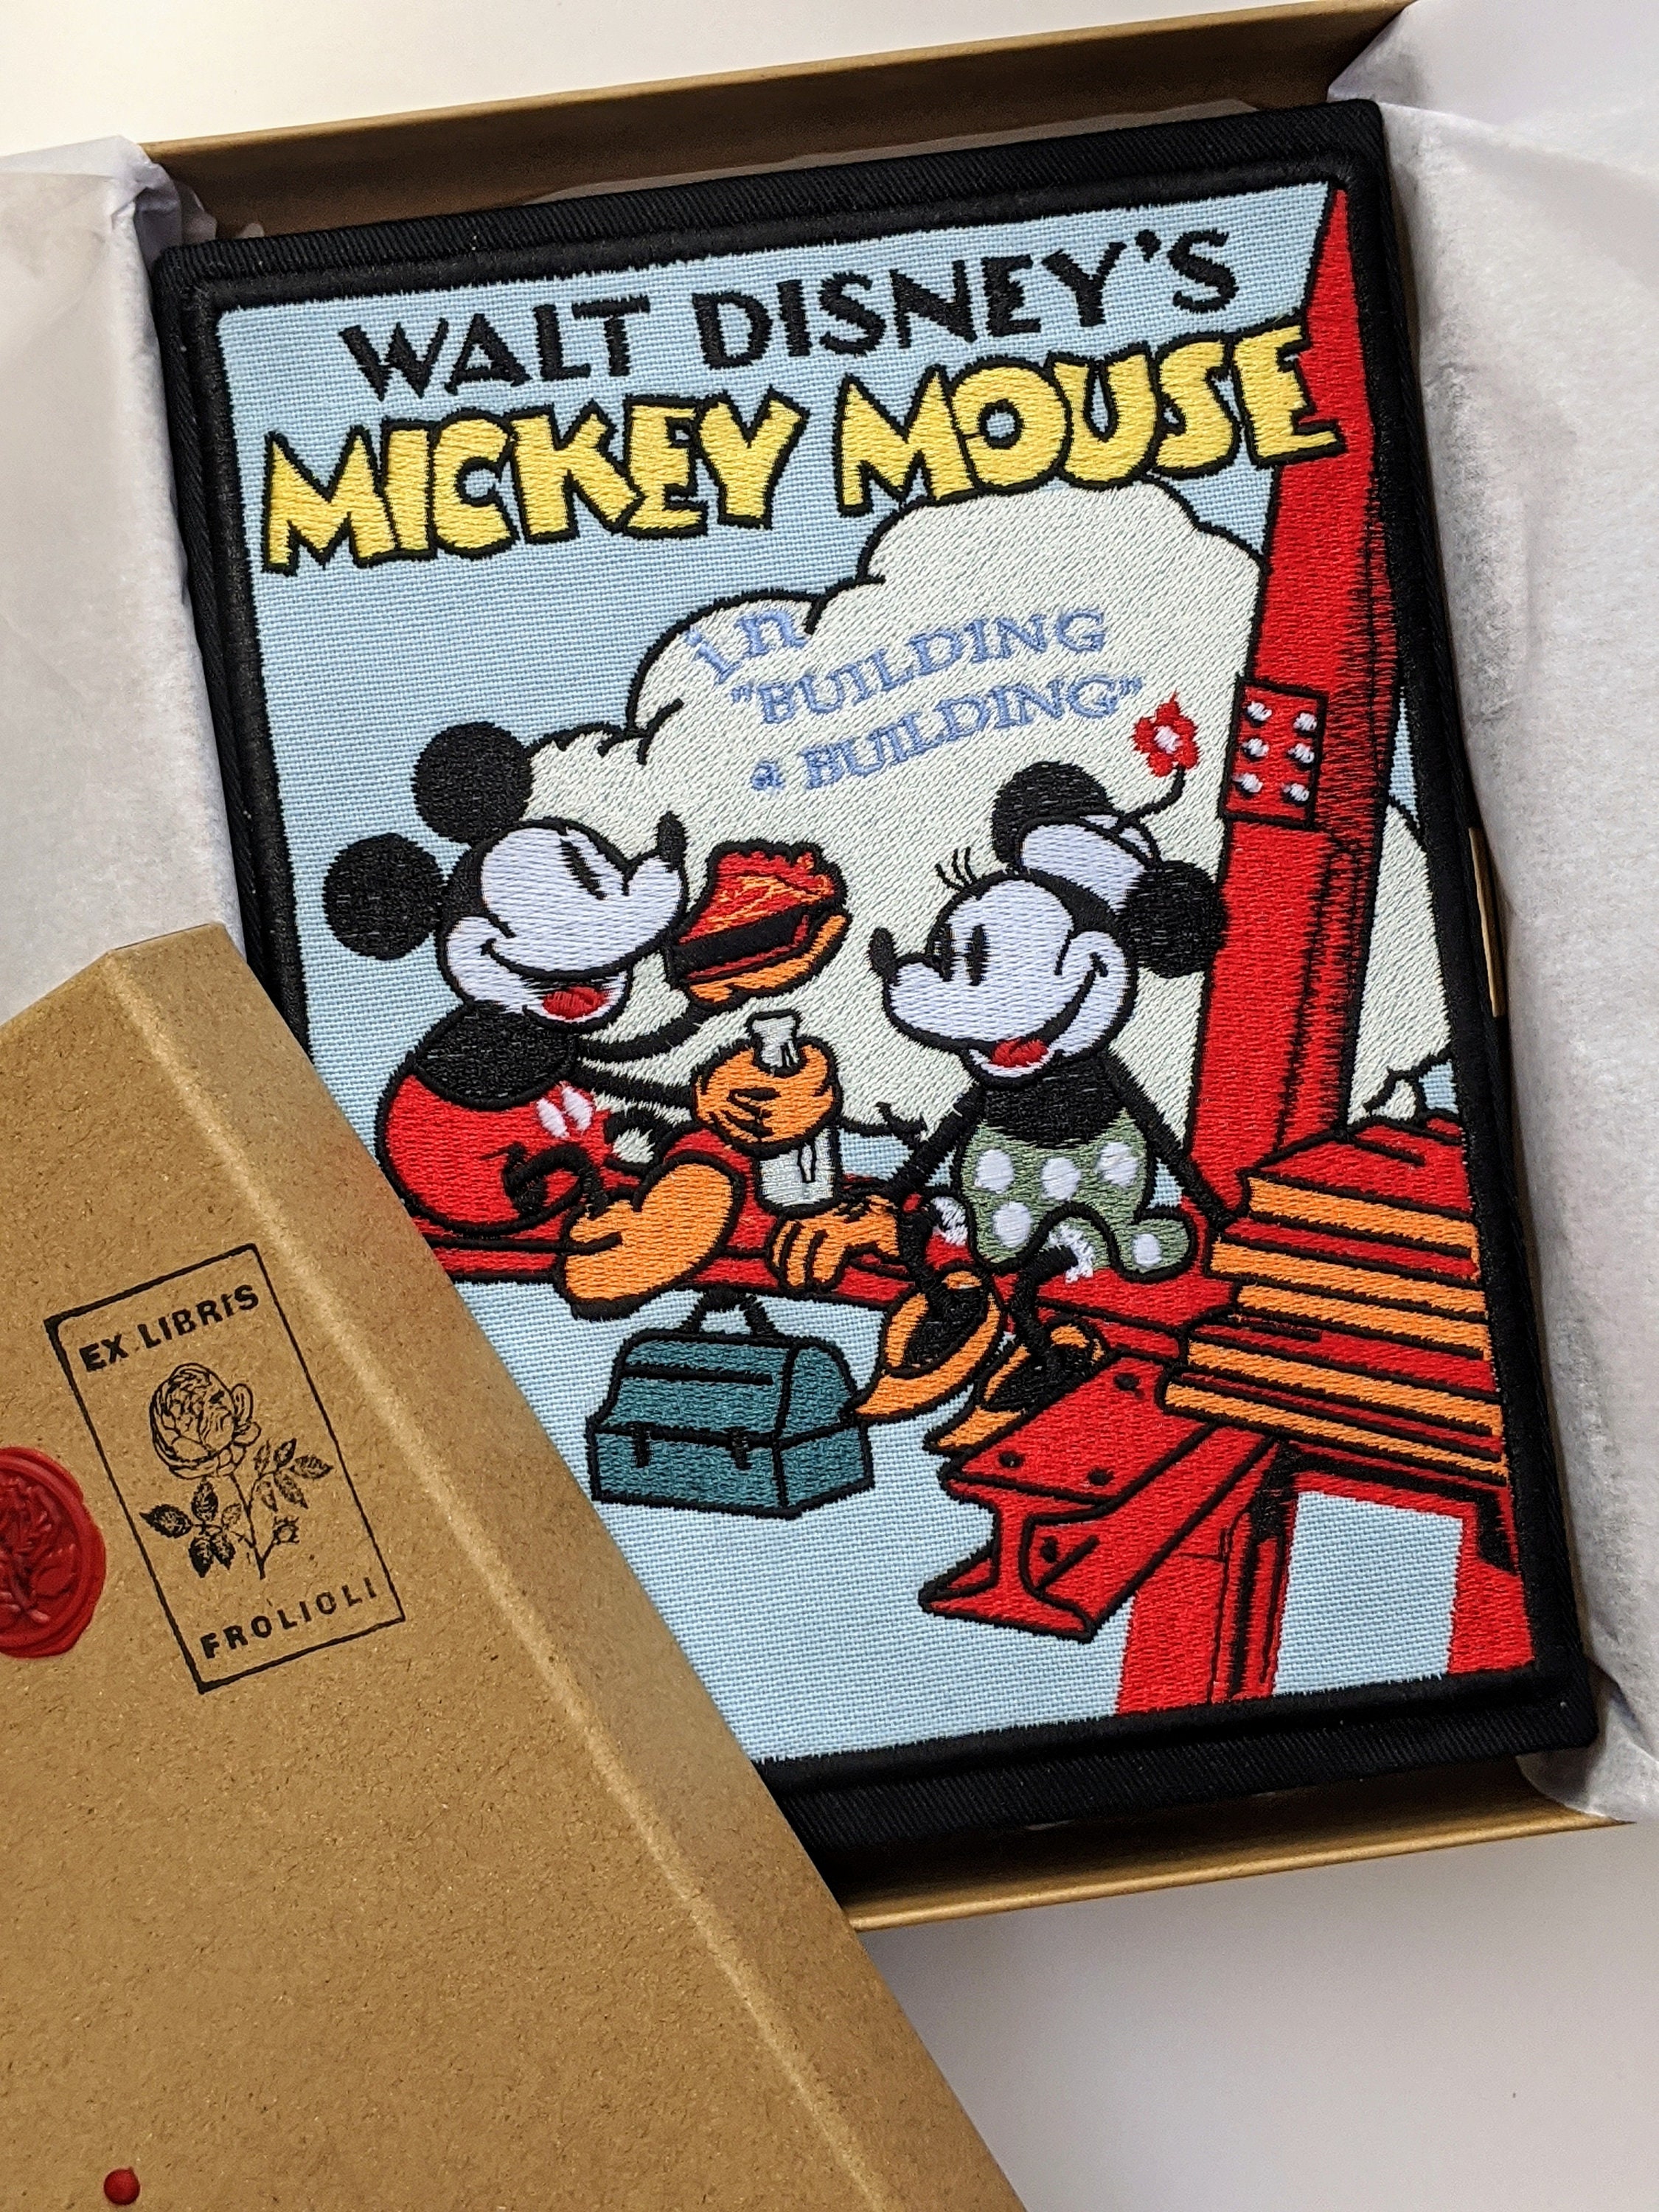 WALT DISNEY'S
MICKEY MOUSE
in
"BUILDING
a BUILDING"
EX LIBRIS
FROLIOLI